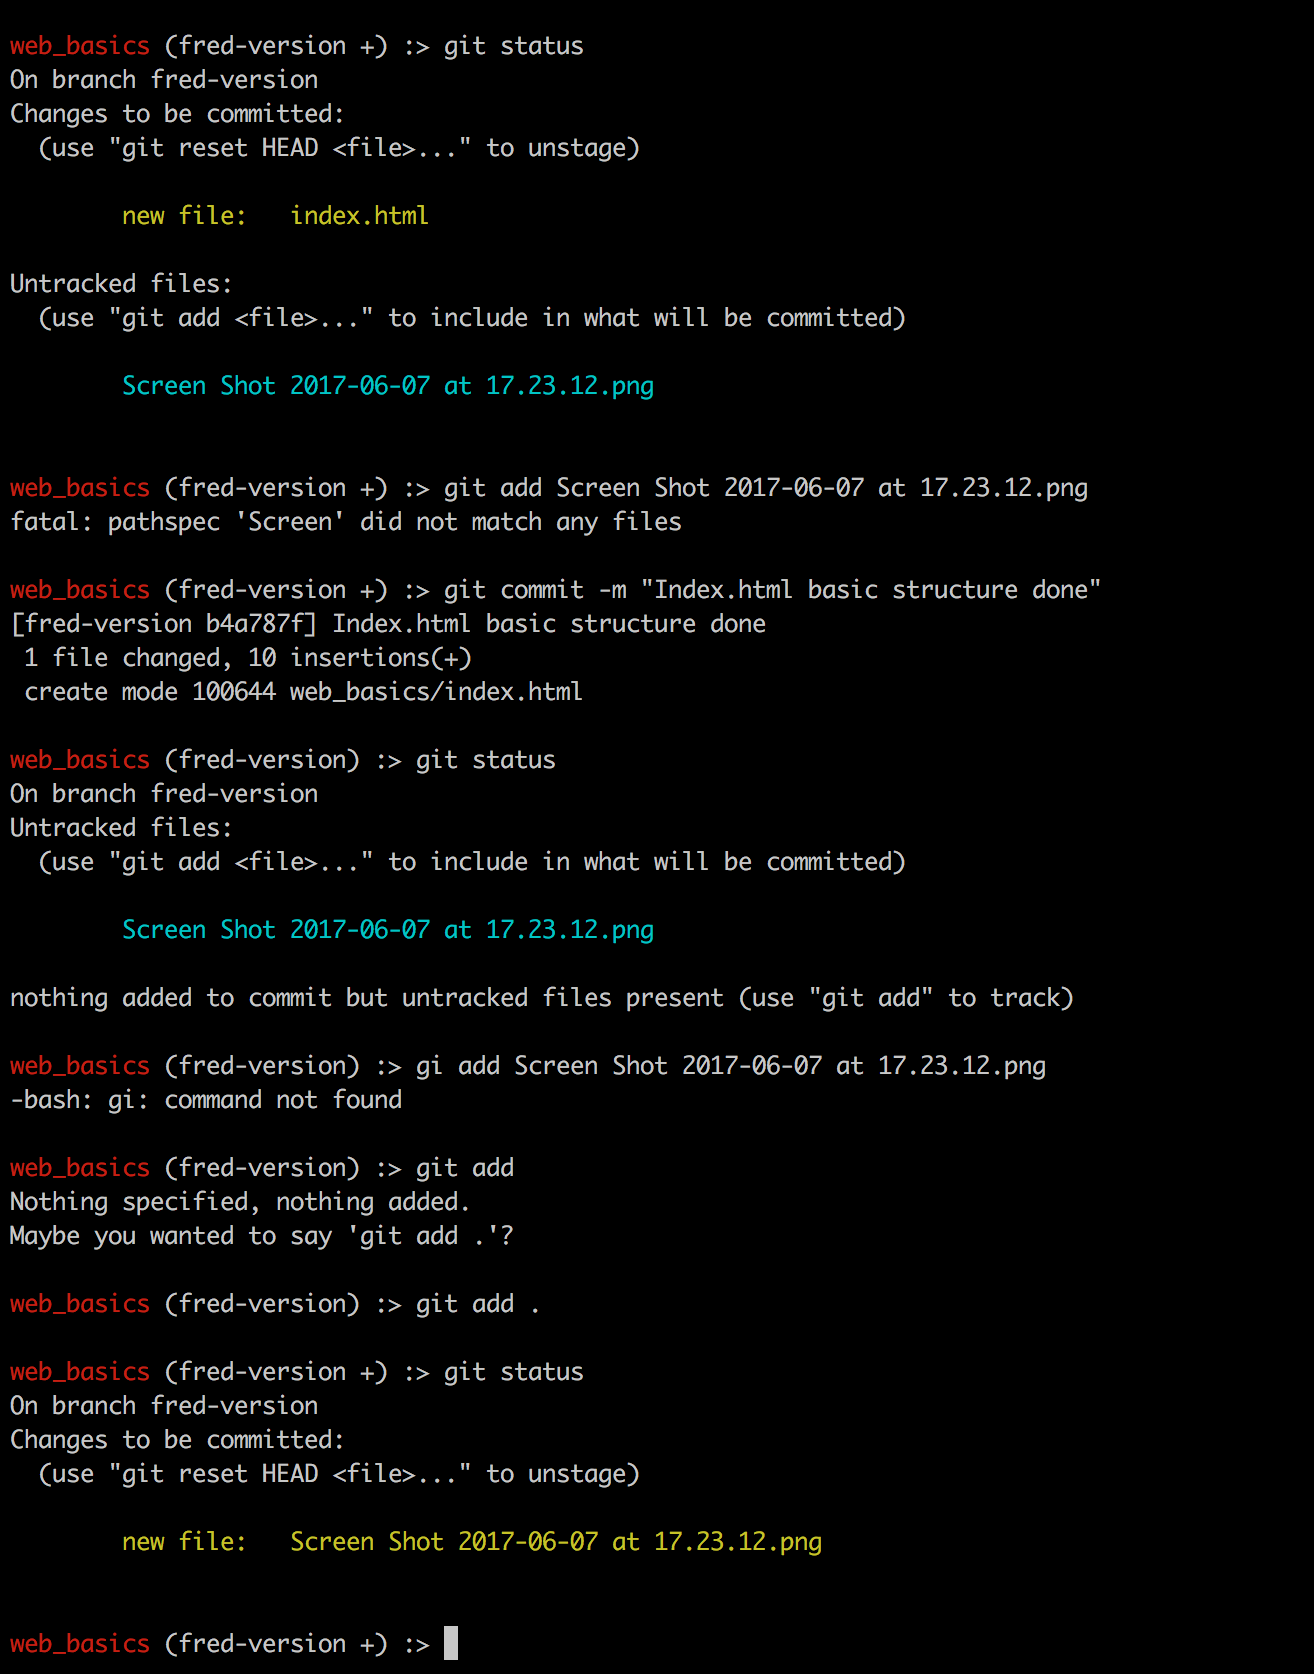 web_basics (fred-version +) :> git status
On branch fred-version
Changes to be committed:
  (use "git reset HEAD <file>..." to unstage)
        new file:   index.html
Untracked files:
  (use "git add <file>..." to include in what will be committed)
        Screen Shot 2017-06-07 at 17.23.12.png
web_basics (fred-version +) :> git add Screen Shot 2017-06-07 at 17.23.12.png
fatal: pathspec 'Screen' did not match any files
web_basics (fred-version +) :> git commit -m "Index.html basic structure done"
[fred-version b4a787f] Index.html basic structure done
 1 file changed, 10 insertions(+)
 create mode 100644 web_basics/index.html
web_basics (fred-version) :> git status
On branch fred-version
Untracked files:
  (use "git add <file>..." to include in what will be committed)
        Screen Shot 2017-06-07 at 17.23.12.png
nothing added to commit but untracked files present (use "git add" to track)
web_basics (fred-version) :> gi add Screen Shot 2017-06-07 at 17.23.12.png
-bash: gi: command not found
web_basics (fred-version) :> git add
Nothing specified, nothing added.
Maybe you wanted to say 'git add .'?
web_basics (fred-version) :> git add .
web_basics (fred-version +) :> git status
On branch fred-version
Changes to be committed:
  (use "git reset HEAD <file>..." to unstage)
        new file:   Screen Shot 2017-06-07 at 17.23.12.png
web_basics (fred-version +) :>